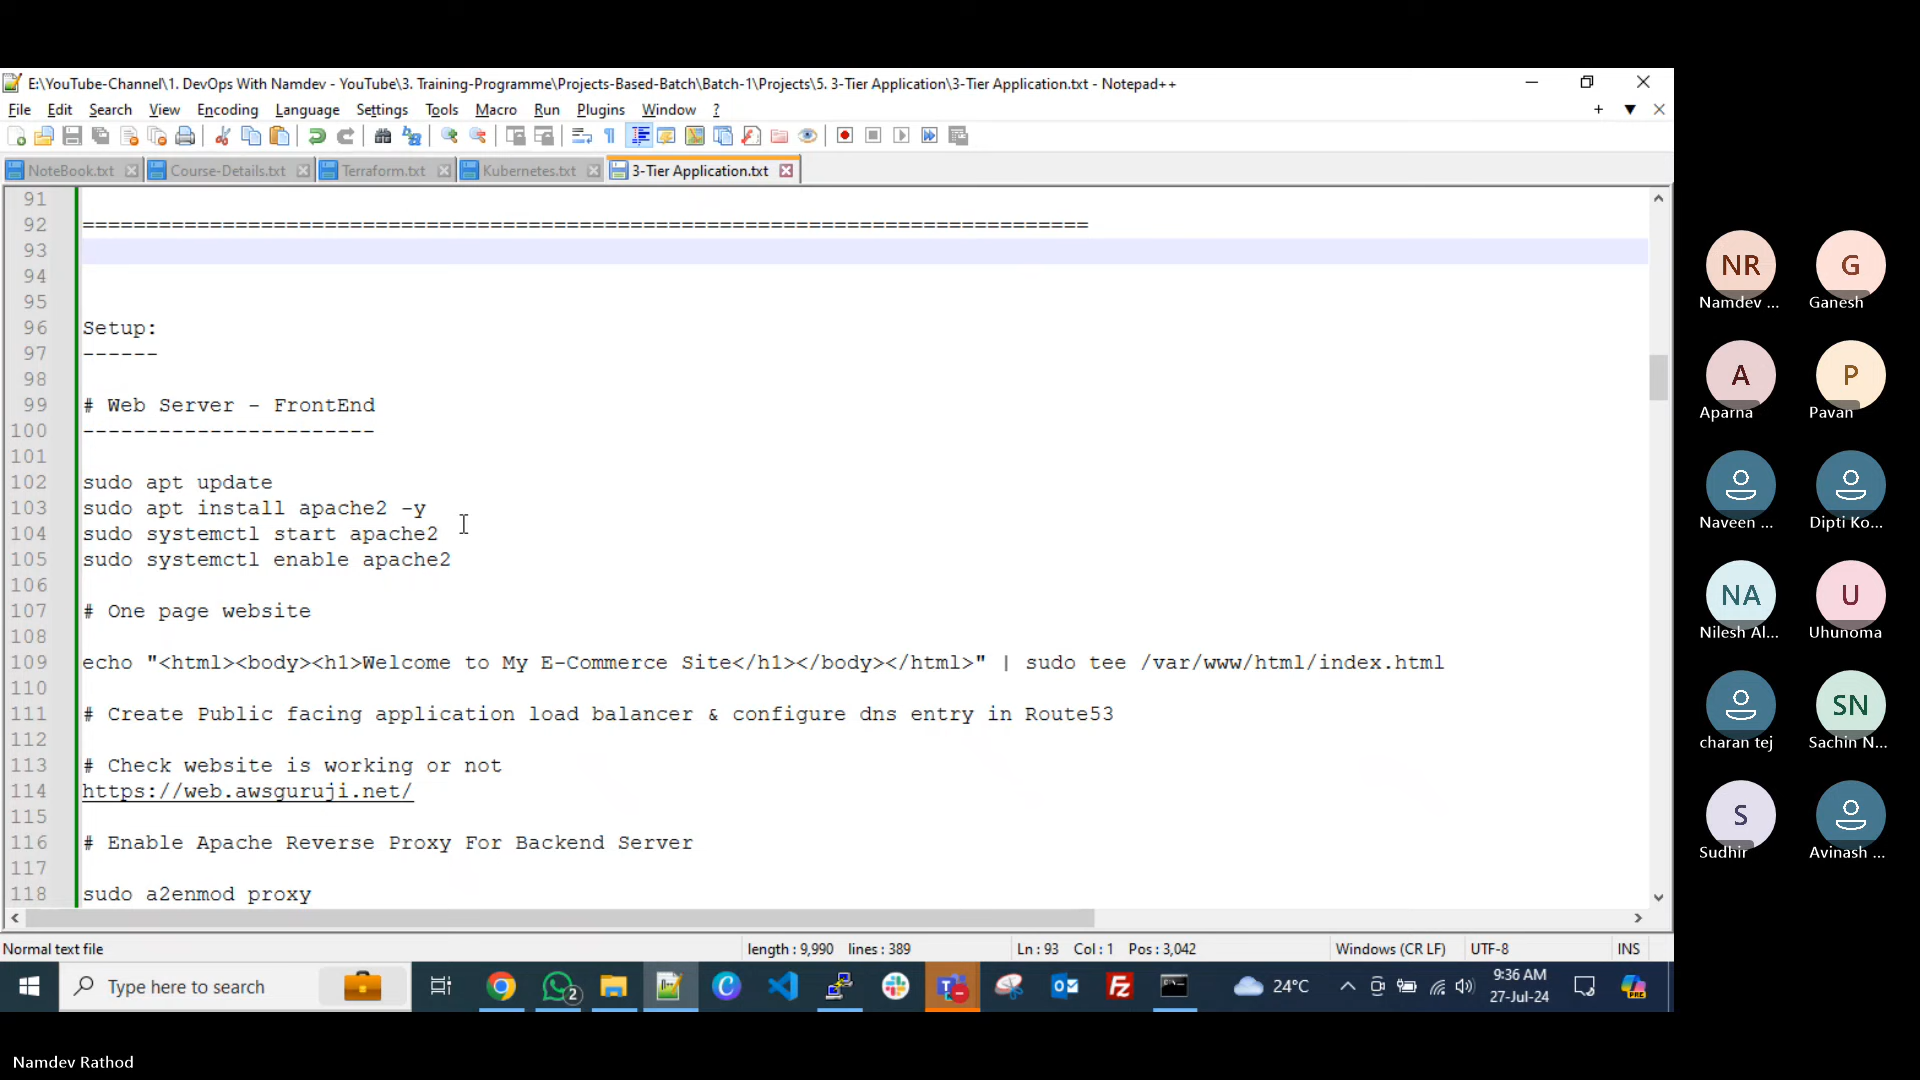 E:\YouTube-Channel\1. DevOps With Namdev - YouTube\3. Training-Programme\Projects-Based-Batch\Batch-1\Projects\5. 3-Tier Application\3-Tier Application.txt - Notepad++
File Edit Search View Encoding Language Settings Tools Macro Run Plugins Window ?
NoteBook.txt Course-Details.txt Terraform.txt Kubernetes.txt 3-Tier Application.txt
91
92 ===============================================================================
93
94
95
96 Setup:
97 ------
98
99 # Web Server - FrontEnd
100 -----------------------
101
102 sudo apt update
103 sudo apt install apache2 -y
104 sudo systemctl start apache2
105 sudo systemctl enable apache2
106
107 # One page website
108
109 echo "<html><body><h1>Welcome to My E-Commerce Site</h1></body></html>" | sudo tee /var/www/html/index.html
110
111 # Create Public facing application load balancer & configure dns entry in Route53
112
113 # Check website is working or not
114 https://web.awsguruji.net/
115
116 # Enable Apache Reverse Proxy For Backend Server
117
118 sudo a2enmod proxy
Normal text file length : 9,990 lines : 389 Ln : 93 Col : 1 Pos : 3,042 Windows (CR LF) UTF-8 INS
Type here to search 2 24°C 9:36 AM
27-Jul-24
NR G
Namdev ... Ganesh
A P
Aparna Pavan
Naveen ... Dipti Ko...
NA U
Nilesh Al... Uhunoma
SN
charan tej Sachin N...
S
Sudhir Avinash ...
Namdev Rathod